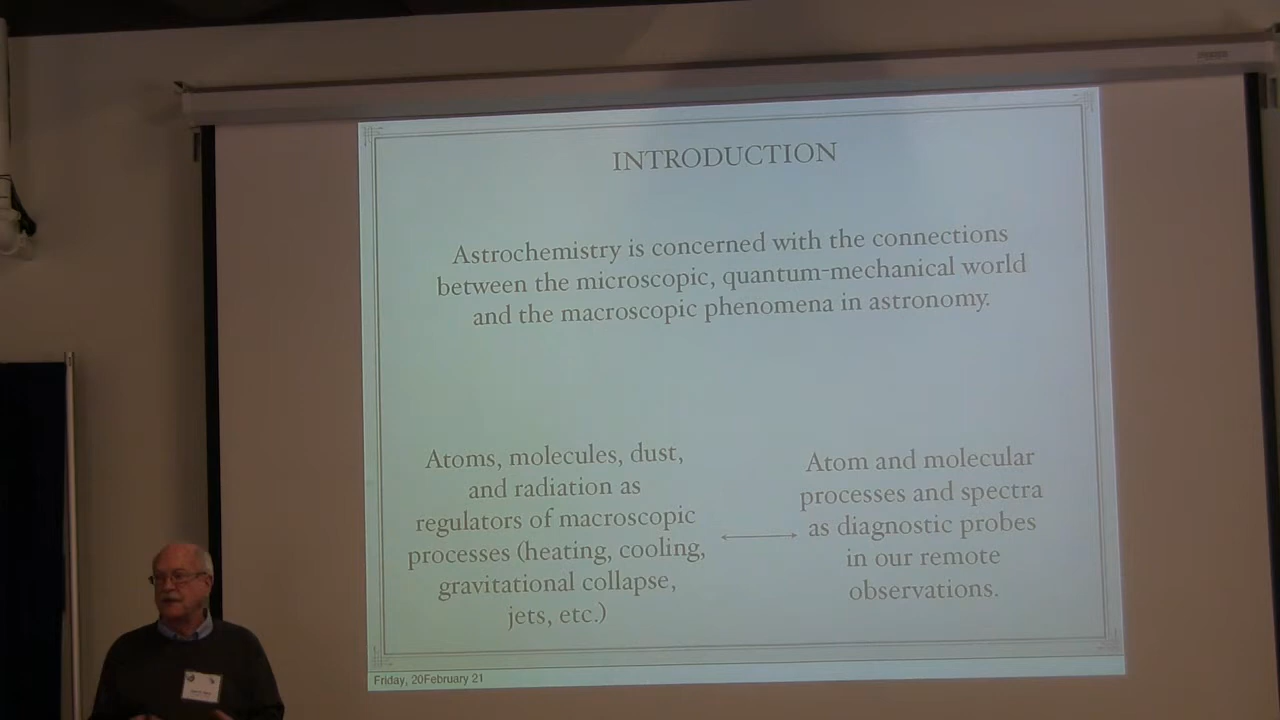 INTRODUCTION
Astrochemistry is concerned with the connections
between the microscopic, quantum-mechanical world
and the macroscopic phenomena in astronomy.
Atoms, molecules, dust,
and radiation as
regulators of macroscopic
processes (heating, cooling,
gravitational collapse,
jets, etc.)
Atom and molecular
processes and spectra
as diagnostic probes
in our remote
observations.
Friday, 20February 21